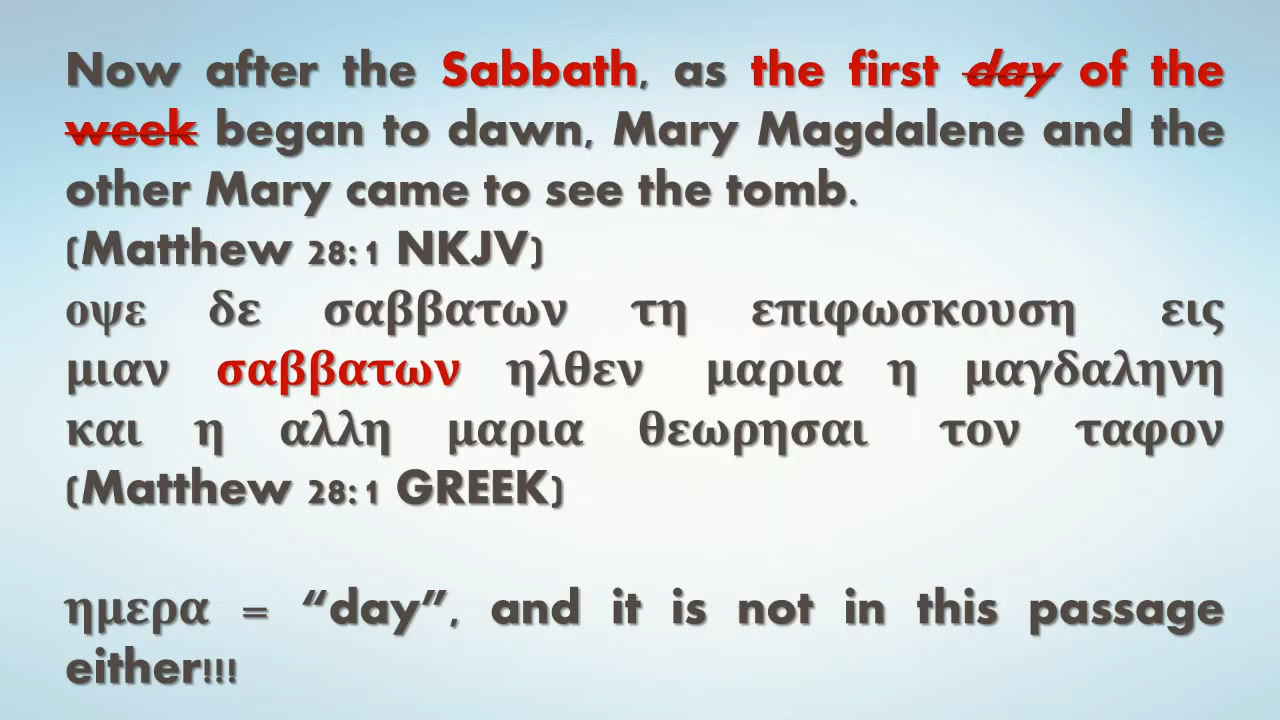 Now after the Sabbath, as the first day of the
week began to dawn, Mary Magdalene and the
other Mary came to see the tomb.
(Matthew 28:1 NKJV)
οψε δε σαββατων τη επιφωσκουση εις
μιαν σαββατων ηλθεν μαρια η μαγδαληνη
και η αλλη μαρια θεωρησαι τον ταφον
(Matthew 28:1 GREEK)
ημερα = “day”, and it is not in this passage
either!!!